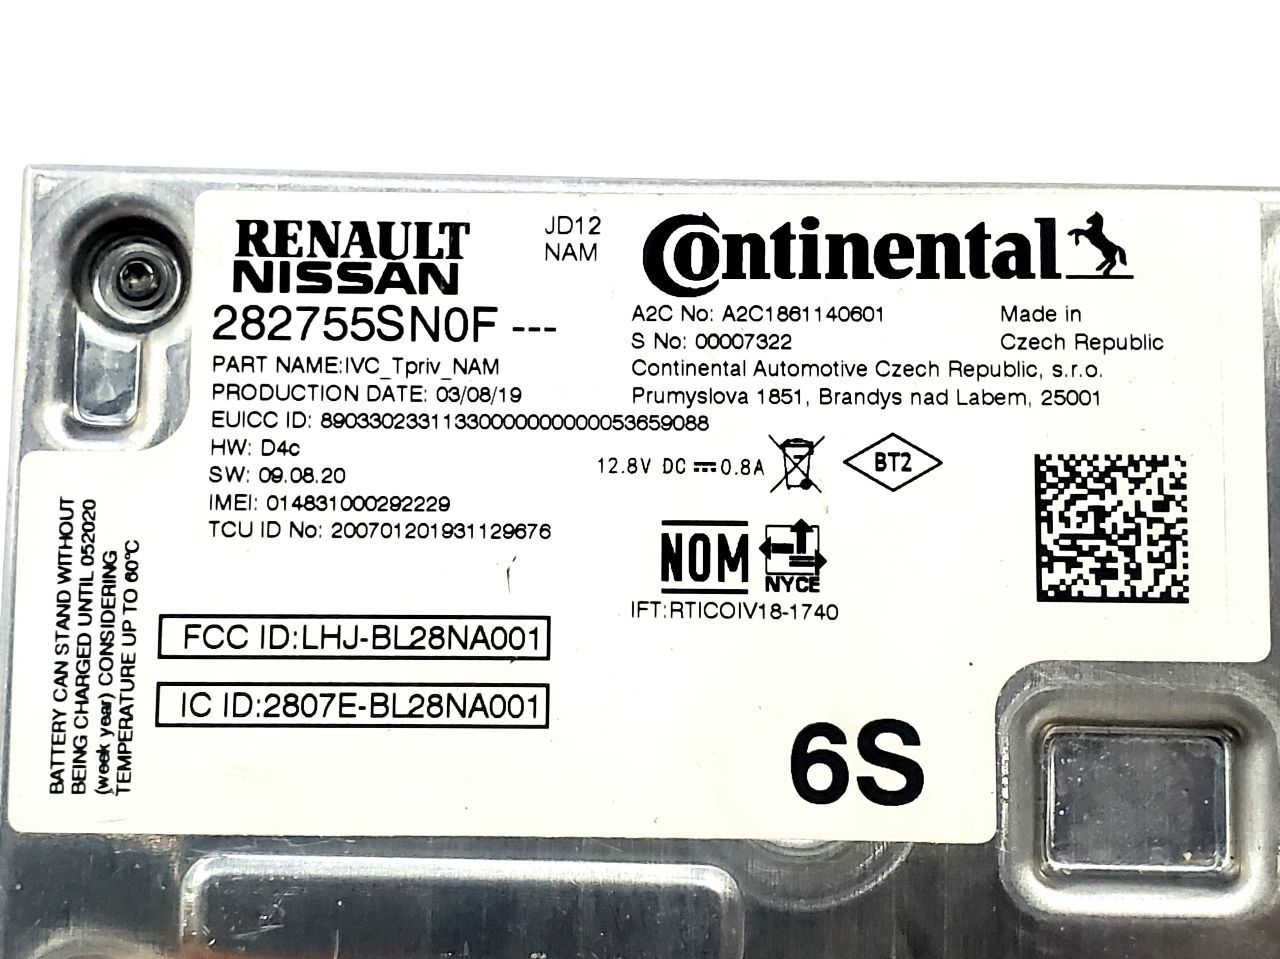 RENAULT
NISSAN
JD12
NAM
Continental
282755SN0F ---
PART NAME:IVC_Tpriv_NAM
PRODUCTION DATE: 03/08/19
EUICC ID: 89033023311330000000000053659088
HW: D4c
SW: 09.08.20
IMEI: 014831000292229
TCU ID No: 200701201931129676
A2C No: A2C1861140601
S No: 00007322
Made in
Czech Republic
Continental Automotive Czech Republic, s.r.o.
Prumyslova 1851, Brandys nad Labem, 25001
12.8V DC ⎓ 0.8A
BT2
NOM
NYCE
IFT:RTICOIV18-1740
FCC ID:LHJ-BL28NA001
IC ID:2807E-BL28NA001
6S
BATTERY CAN STAND WITHOUT
BEING CHARGED UNTIL 052020
(week year) CONSIDERING
TEMPERATURE UP TO 60°C